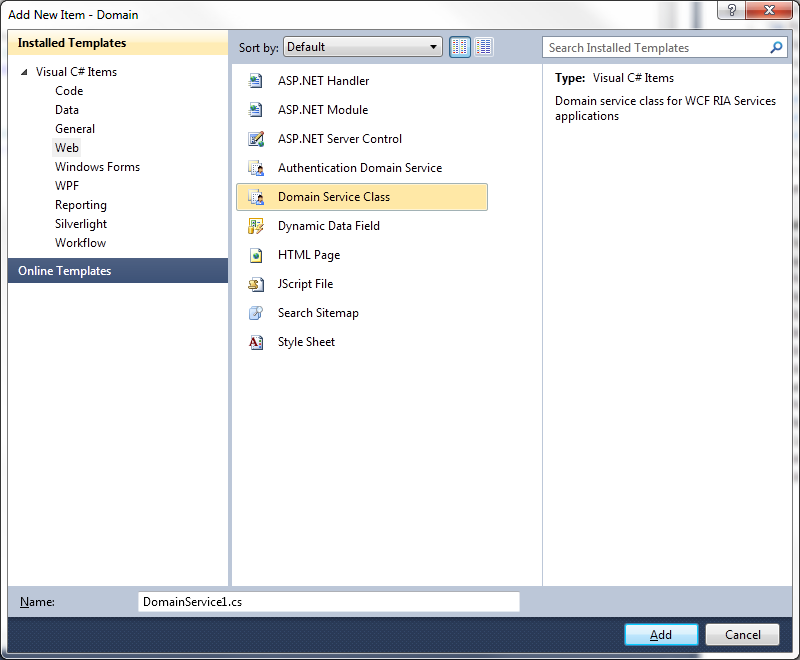 Add New Item - Domain
?
Installed Templates
Sort by: Default
Search Installed Templates
Visual C# Items
Code
Data
General
Web
Windows Forms
WPF
Reporting
Silverlight
Workflow
Online Templates
ASP.NET Handler
ASP.NET Module
ASP.NET Server Control
Authentication Domain Service
Domain Service Class
Dynamic Data Field
HTML Page
JScript File
Search Sitemap
Style Sheet
Type: Visual C# Items
Domain service class for WCF RIA Services
applications
Name: DomainService1.cs
Add Cancel